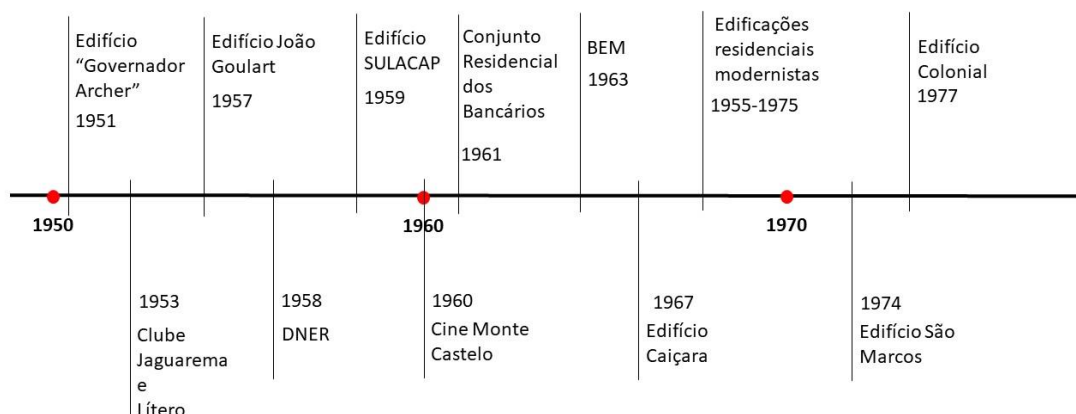 Edifício
“Governador
Archer”
1951
Edifício João
Goulart
1957
Edifício
SULACAP
1959
Conjunto
Residencial
dos
Bancários
1961
BEM
1963
Edificações
residenciais
modernistas
1955-1975
Edifício
Colonial
1977
1950
1960
1970
1953
Clube
Jaguarema
e
Lítero
1958
DNER
1960
Cine Monte
Castelo
1967
Edifício
Caiçara
1974
Edifício São
Marcos